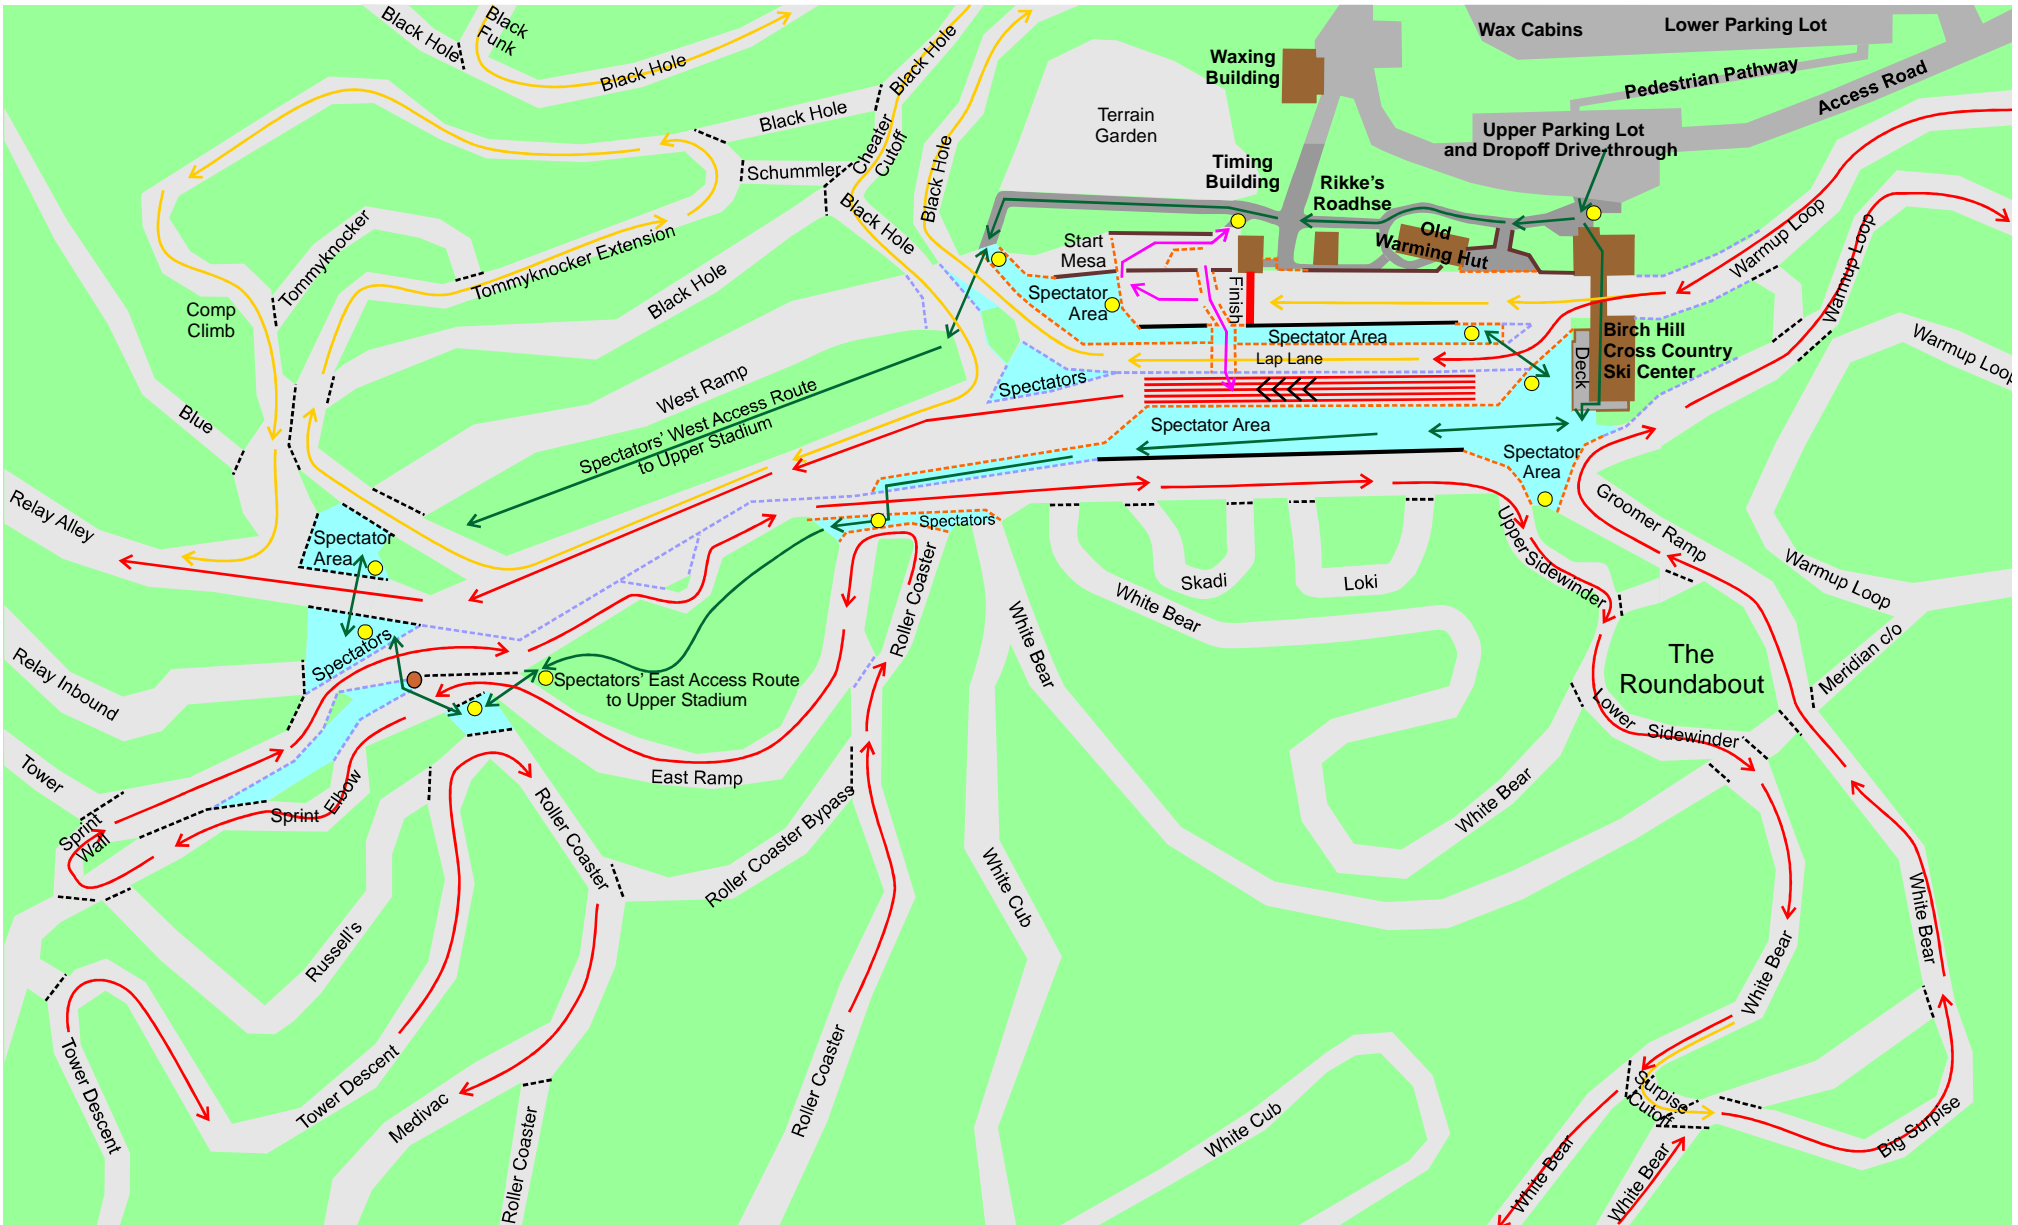 Black Hole
Black
Funk
Black Hole
Black Hole
Black Hole
Waxing
Building
Wax Cabins
Lower Parking Lot
Pedestrian Pathway
Access Road
Terrain
Garden
Upper Parking Lot
and Dropoff Drive-through
Cheater
Cutoff
Schummler
Black Hole
Black Hole
Timing
Building
Rikke's
Roadhse
Old
Warming Hut
Start
Mesa
Warmup Loop
Warmup Loop
Tommyknocker
Tommyknocker Extension
Black Hole
Comp
Climb
Spectator
Area
Finish
Spectator Area
Lap Lane
Deck
Birch Hill
Cross Country
Ski Center
Warmup Loop
Spectators
West Ramp
Spectators' West Access Route
to Upper Stadium
Blue
Spectator Area
Spectator
Area
Relay Alley
Spectator
Area
Spectators
Groomer Ramp
Upper
Sidewinder
Warmup Loop
Skadi
Loki
White Bear
White Bear
Roller Coaster
Spectators
Relay Inbound
The
Roundabout
Meridian c/o
Spectators' East Access Route
to Upper Stadium
Lower
Sidewinder
East Ramp
Tower
Sprint
Wall
Sprint
Elbow
Roller Coaster
Roller Coaster Bypass
White Bear
White Cub
White Bear
Russell's
White Bear
Tower Descent
Tower Descent
Medivac
Roller Coaster
Roller Coaster
White Cub
Surpise
Cutoff
Big Surpise
White Bear
White Bear